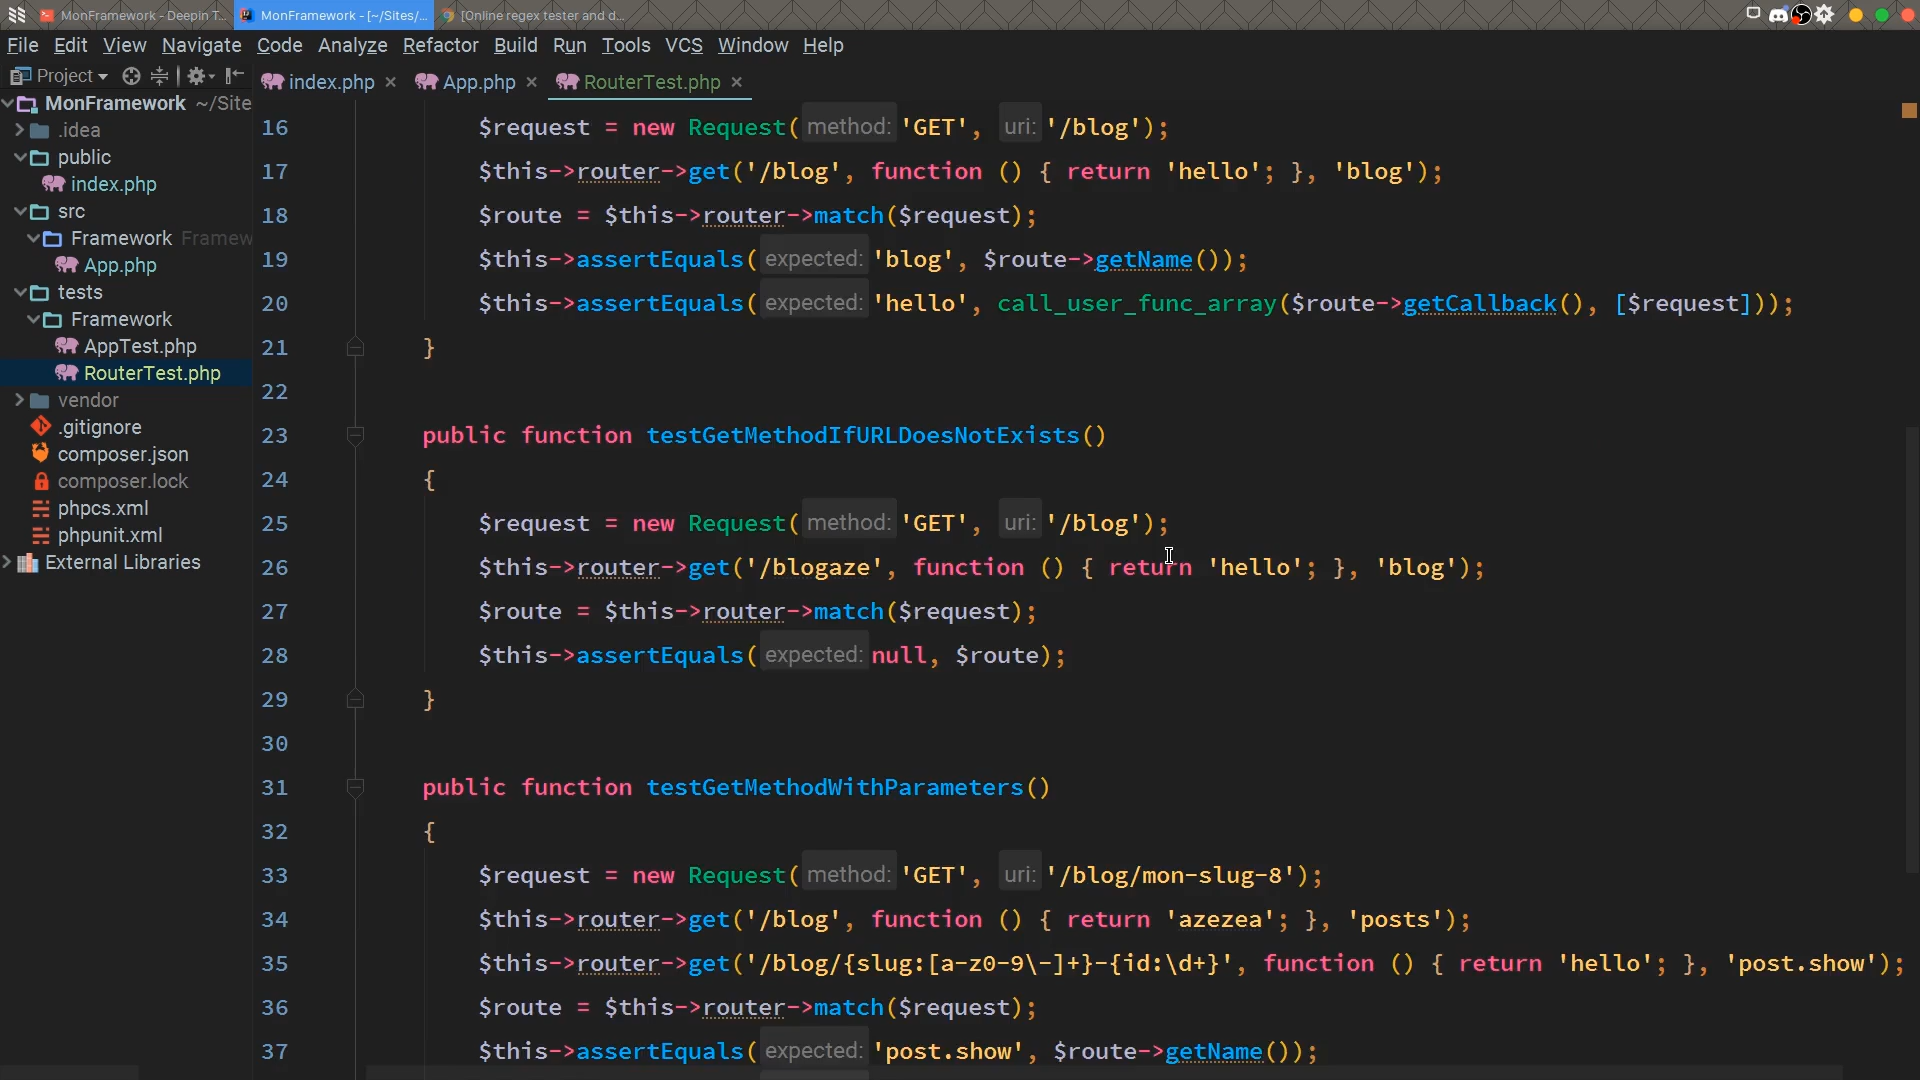 MonFramework - Deepin T...
MonFramework - [~/Sites/...
[Online regex tester and d...
File Edit View Navigate Code Analyze Refactor Build Run Tools VCS Window Help
Project
index.php
App.php
RouterTest.php
MonFramework ~/Site
.idea
public
index.php
src
Framework Framew
App.php
tests
Framework
AppTest.php
RouterTest.php
vendor
.gitignore
composer.json
composer.lock
phpcs.xml
phpunit.xml
External Libraries
16 $request = new Request( method: 'GET', uri: '/blog');
17 $this->router->get('/blog', function () { return 'hello'; }, 'blog');
18 $route = $this->router->match($request);
19 $this->assertEquals( expected: 'blog', $route->getName());
20 $this->assertEquals( expected: 'hello', call_user_func_array($route->getCallback(), [$request]));
21 }
22
23 public function testGetMethodIfURLDoesNotExists()
24 {
25 $request = new Request( method: 'GET', uri: '/blog');
26 $this->router->get('/blogaze', function () { return 'hello'; }, 'blog');
27 $route = $this->router->match($request);
28 $this->assertEquals( expected: null, $route);
29 }
30
31 public function testGetMethodWithParameters()
32 {
33 $request = new Request( method: 'GET', uri: '/blog/mon-slug-8');
34 $this->router->get('/blog', function () { return 'azezea'; }, 'posts');
35 $this->router->get('/blog/{slug:[a-z0-9\-]+}-{id:\d+}', function () { return 'hello'; }, 'post.show');
36 $route = $this->router->match($request);
37 $this->assertEquals( expected: 'post.show', $route->getName());